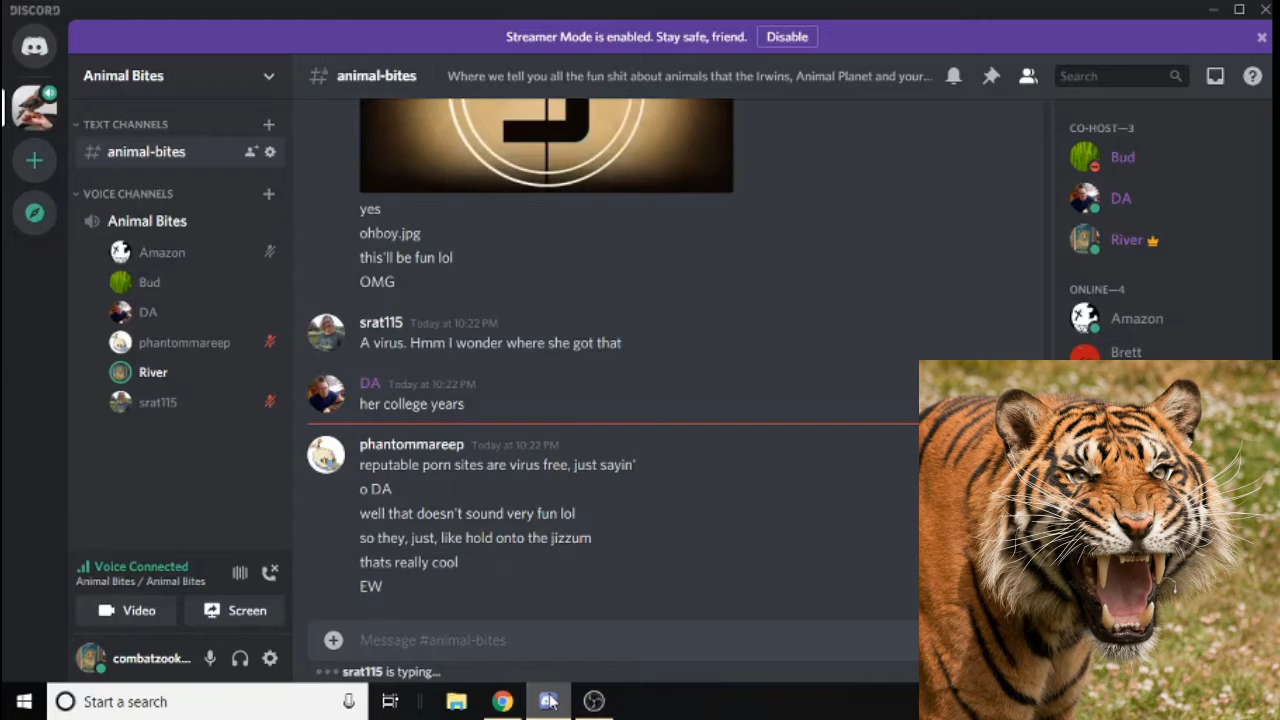 DISCORD
Streamer Mode is enabled. Stay safe, friend. Disable
Animal Bites
animal-bites
Where we tell you all the fun shit about animals that the Irwins, Animal Planet and your...
Search
TEXT CHANNELS
animal-bites
VOICE CHANNELS
Animal Bites
Amazon
Bud
DA
phantommareep
River
srat115
Voice Connected
Animal Bites / Animal Bites
Video
Screen
combatzook...
yes
ohboy.jpg
this'll be fun lol
OMG
srat115 Today at 10:22 PM
A virus. Hmm I wonder where she got that
DA Today at 10:22 PM
her college years
phantommareep Today at 10:22 PM
reputable porn sites are virus free, just sayin'
o DA
well that doesn't sound very fun lol
so they, just, like hold onto the jizzum
thats really cool
EW
Message #animal-bites
srat115 is typing...
CO-HOST—3
Bud
DA
River
ONLINE—4
Amazon
Brett
Start a search